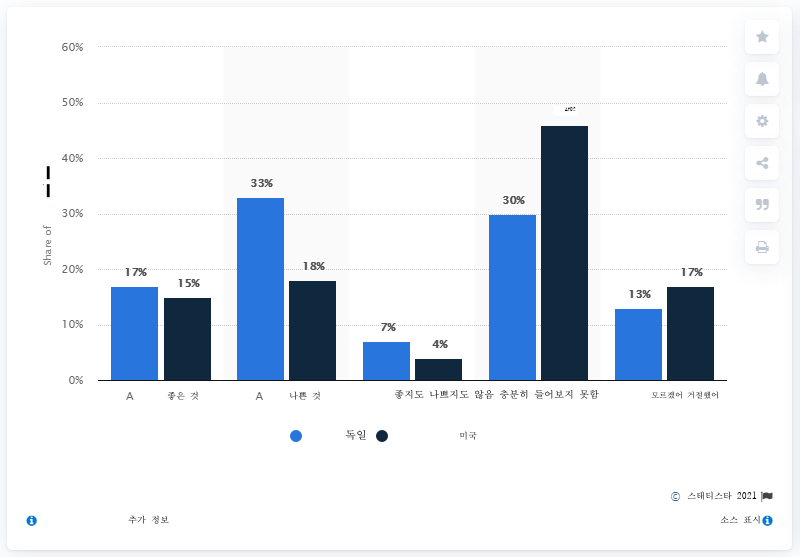 60%
50%
40%
30%
20%
10%
0%
Share of
17%
15%
33%
18%
7%
4%
30%
13%
17%
A 좋은 것
A 나쁜 것
좋지도 나쁘지도 않음 충분히 들어보지 못함
모르겠어 거절했어
독일 미국
© 스태티스타 2021
추가 정보
소스 표시